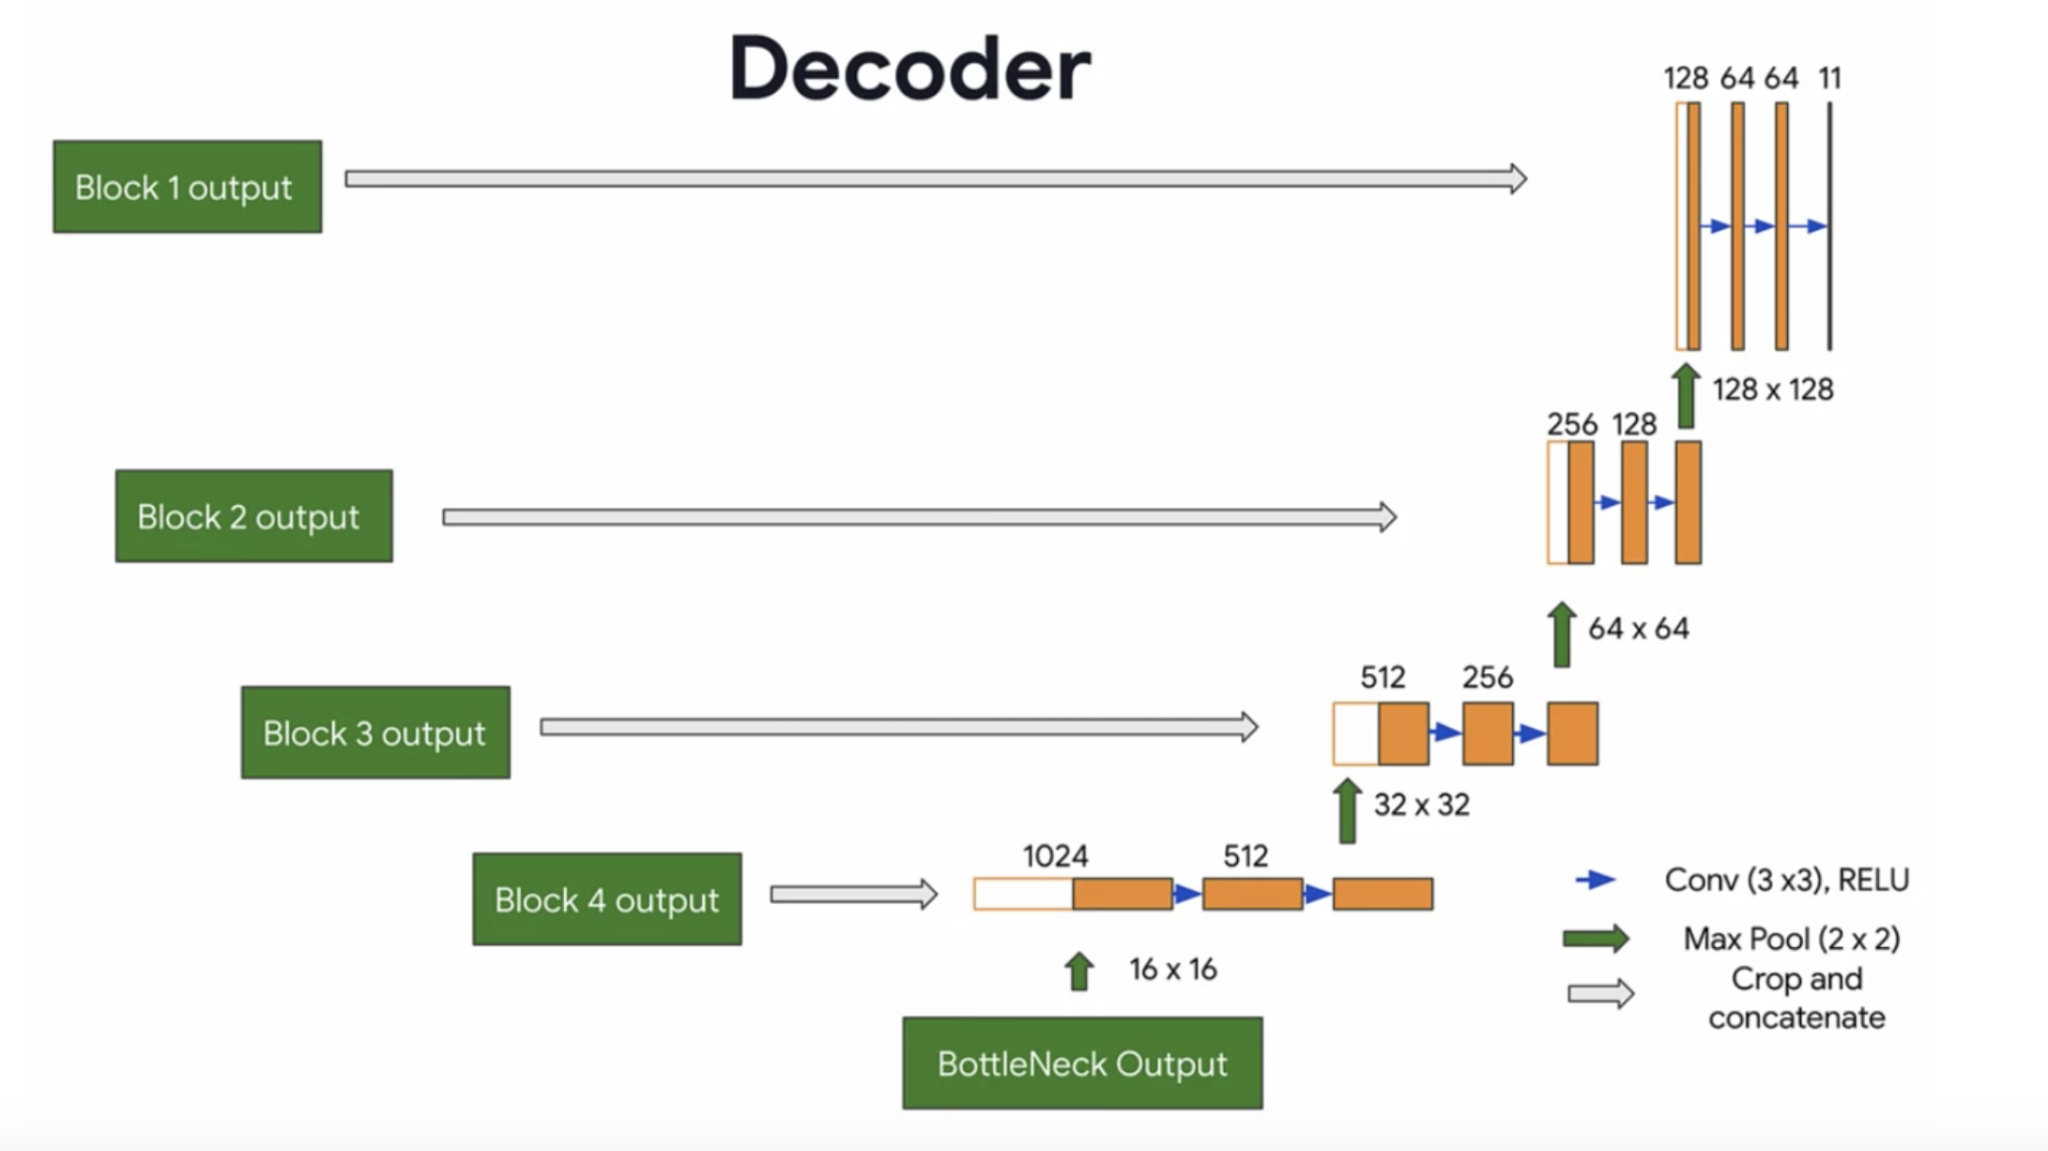 Decoder
128 64 64 11
Block 1 output
128 x 128
256 128
Block 2 output
64 x 64
512 256
Block 3 output
32 x 32
1024 512
Block 4 output
Conv (3 x3), RELU
Max Pool (2 x 2)
16 x 16
Crop and
concatenate
BottleNeck Output